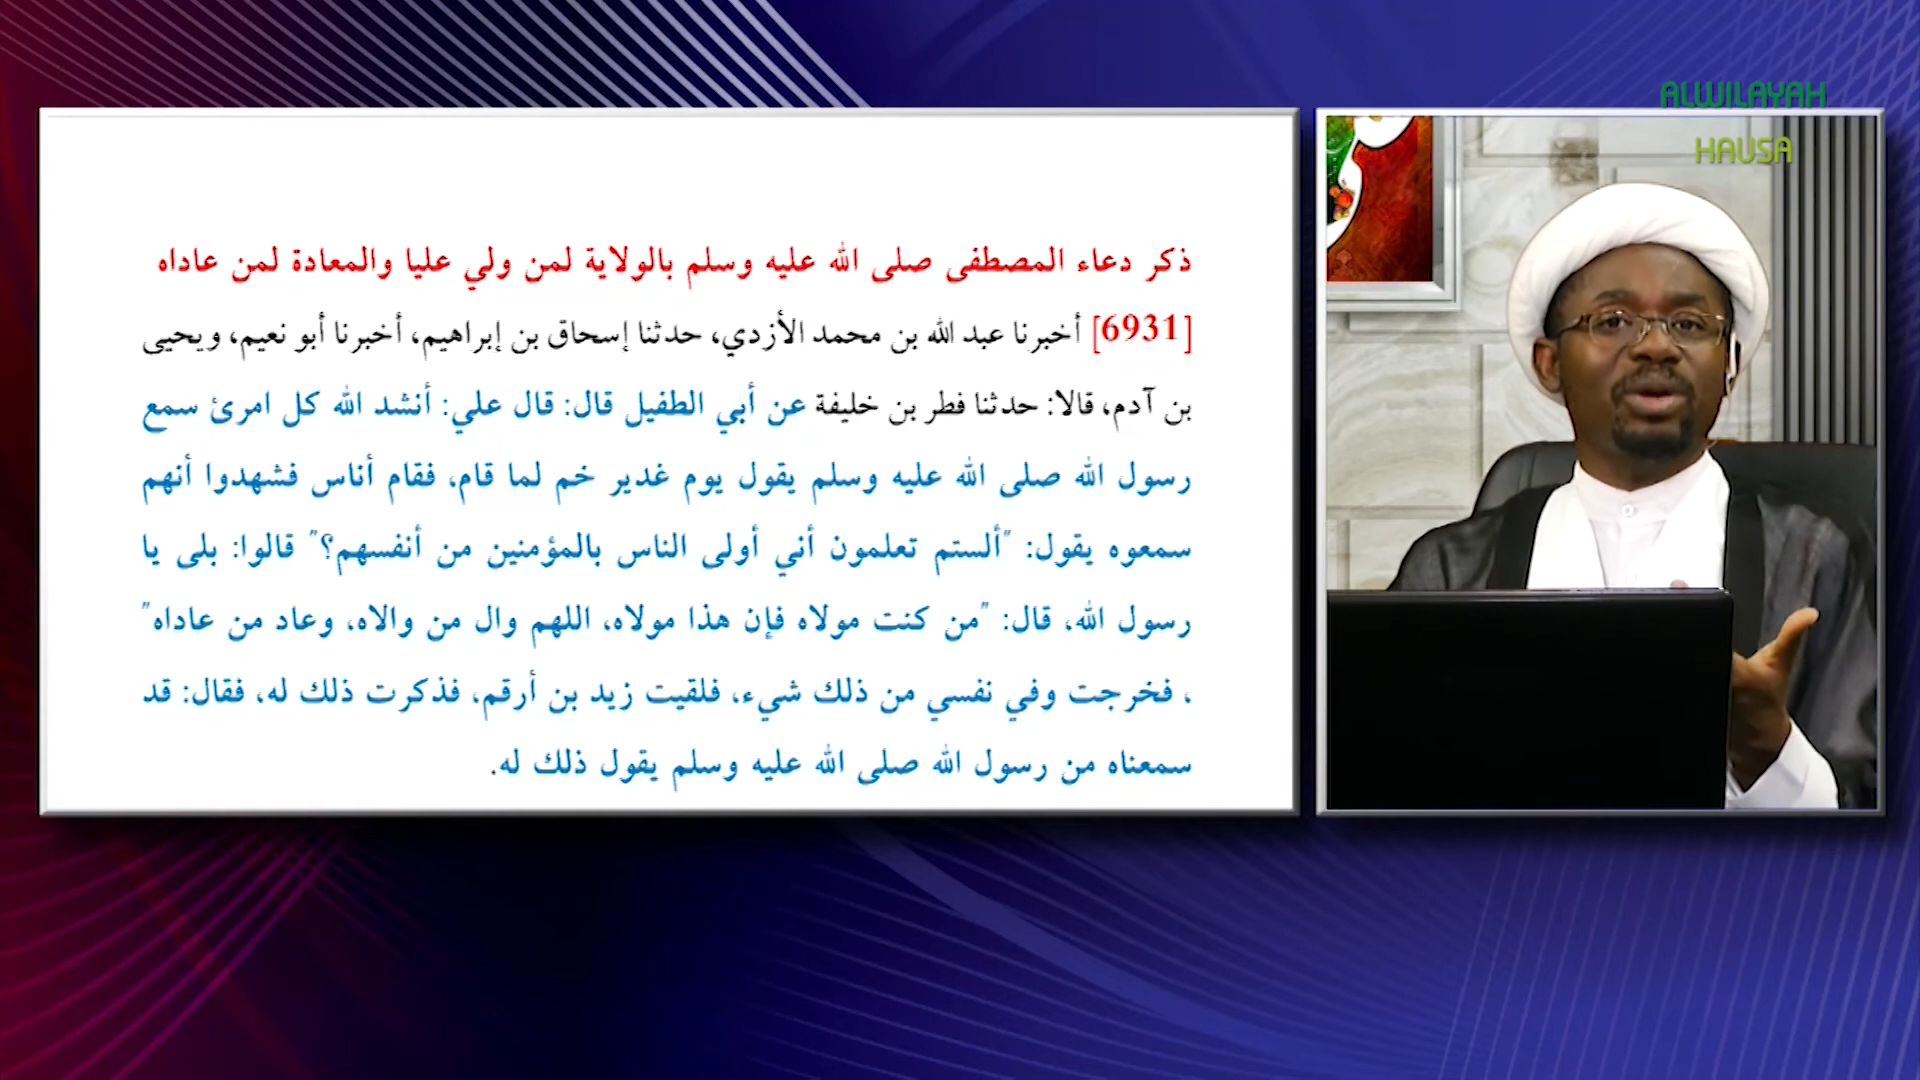 ALWILAYAH
HAUSA
ذكر دعاء المصطفى صلى الله عليه وسلم بالولاية لمن ولي عليا والمعادة لمن عاداه
[6931] أخبرنا عبد الله بن محمد الأزدي، حدثنا إسحاق بن إبراهيم، أخبرنا أبو نعيم، ويحيى
بن آدم، قالا: حدثنا فطر بن خليفة عن أبي الطفيل قال: قال علي: أنشد الله كل امرئ سمع
رسول الله صلى الله عليه وسلم يقول يوم غدير خم لما قام، فقام أناس فشهدوا أنهم
سمعوه يقول: "ألستم تعلمون أني أولى الناس بالمؤمنين من أنفسهم؟" قالوا: بلى يا
رسول الله، قال: "من كنت مولاه فإن هذا مولاه، اللهم وال من والاه، وعاد من عاداه"
، فخرجت وفي نفسي من ذلك شيء، فلقيت زيد بن أرقم، فذكرت ذلك له، فقال: قد
سمعناه من رسول الله صلى الله عليه وسلم يقول ذلك له.